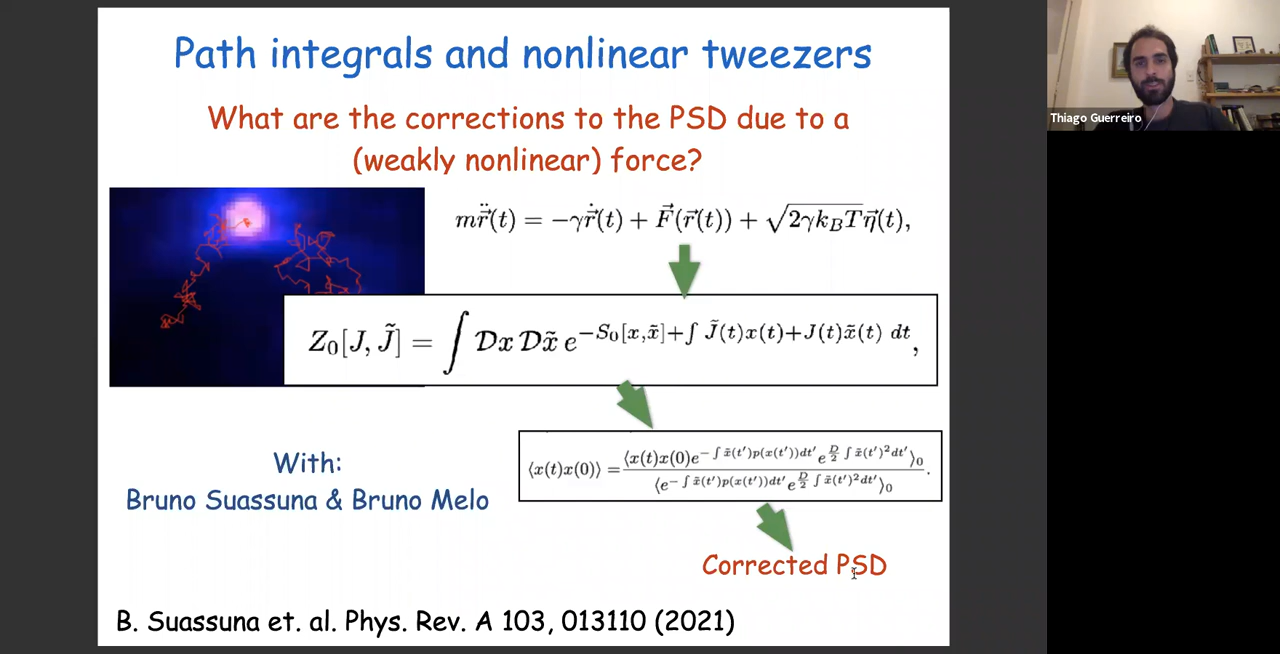 Path integrals and nonlinear tweezers
What are the corrections to the PSD due to a
(weakly nonlinear) force?
$m\ddot{\vec{r}}(t) = -\gamma\dot{\vec{r}}(t) + \vec{F}(\vec{r}(t)) + \sqrt{2\gamma k_B T}\vec{\eta}(t),$
$Z_0[J, \tilde{J}] = \int \mathcal{D}x\, \mathcal{D}\tilde{x}\, e^{-S_0[x,\tilde{x}] + \int \tilde{J}(t)x(t) + J(t)\tilde{x}(t)\ dt},$
$\langle x(t)x(0)\rangle = \frac{\langle x(t)x(0)e^{-\int \tilde{x}(t')p(x(t'))dt'} e^{\frac{D}{2}\int \tilde{x}(t')^2 dt'}\rangle_0}{\langle e^{-\int \tilde{x}(t')p(x(t'))dt'} e^{\frac{D}{2}\int \tilde{x}(t')^2 dt'}\rangle_0}.$
With:
Bruno Suassuna & Bruno Melo
Corrected PSD
B. Suassuna et. al. Phys. Rev. A 103, 013110 (2021)
Thiago Guerreiro